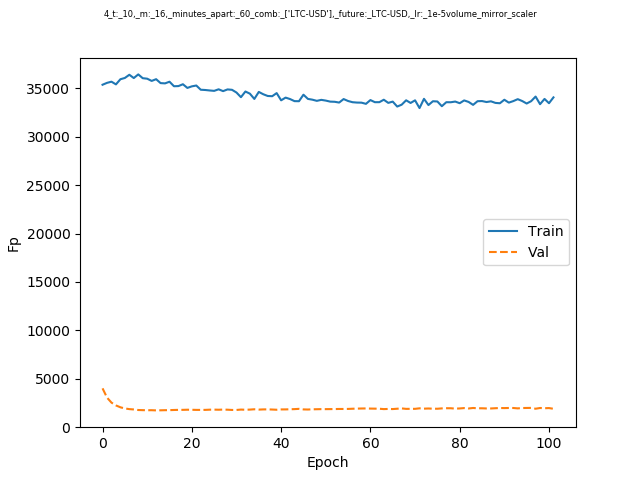 4_t:_10,_m:_16,_minutes_apart:_60_comb:_['LTC-USD'],_future:_LTC-USD,_lr:_1e-5volume_mirror_scaler
35000
30000
25000
20000
15000
10000
5000
0
Fp
Train
Val
0 20 40 60 80 100
Epoch